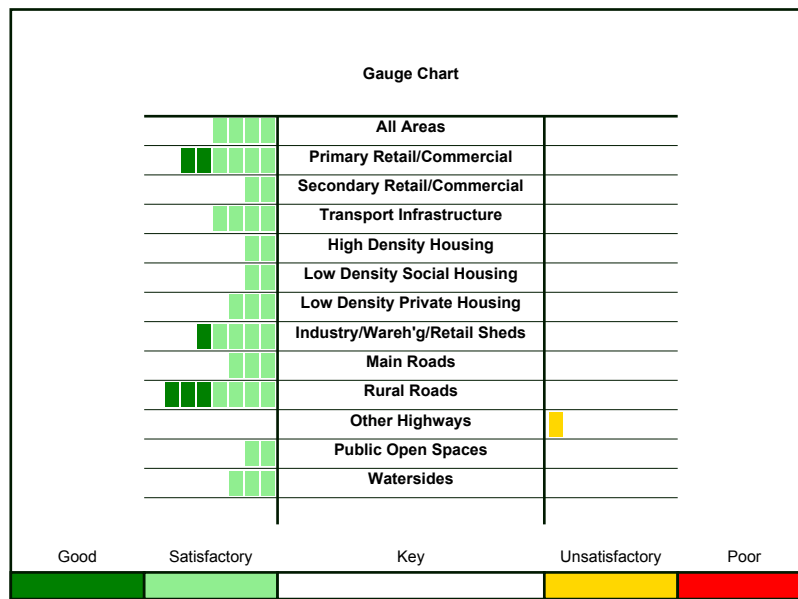 Gauge Chart
All Areas
Primary Retail/Commercial
Secondary Retail/Commercial
Transport Infrastructure
High Density Housing
Low Density Social Housing
Low Density Private Housing
Industry/Wareh'g/Retail Sheds
Main Roads
Rural Roads
Other Highways
Public Open Spaces
Watersides
Good Satisfactory Key Unsatisfactory Poor